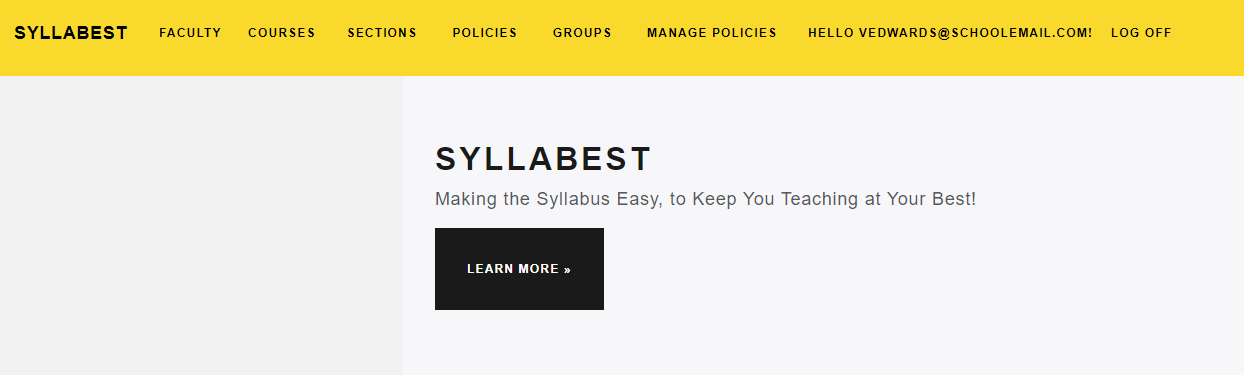 SYLLABEST FACULTY COURSES SECTIONS POLICIES GROUPS MANAGE POLICIES HELLO VEDWARDS@SCHOOLEMAIL.COM! LOG OFF
SYLLABEST
Making the Syllabus Easy, to Keep You Teaching at Your Best!
LEARN MORE »